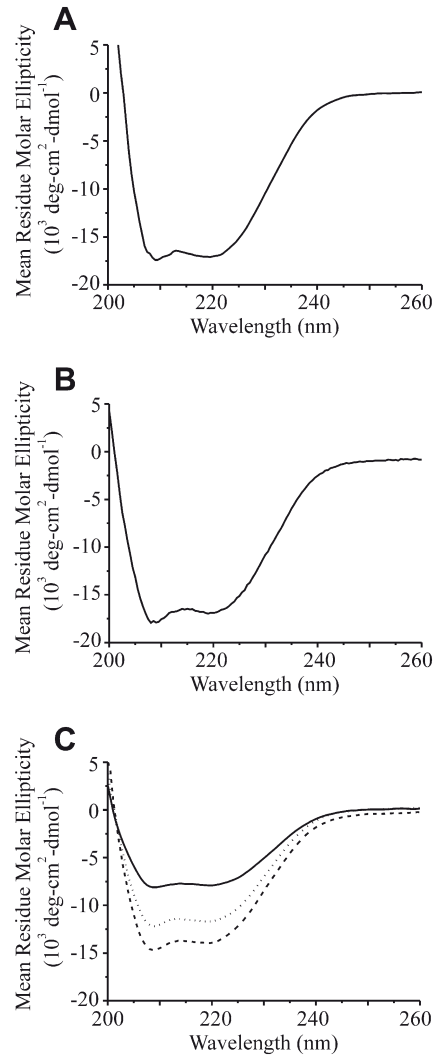 A
Mean Residue Molar Ellipticity
(10³ deg-cm²-dmol⁻¹)
5
0
-5
-10
-15
-20
200
220
240
260
Wavelength (nm)
B
Mean Residue Molar Ellipticity
(10³ deg-cm²-dmol⁻¹)
5
0
-5
-10
-15
-20
200
220
240
260
Wavelength (nm)
C
Mean Residue Molar Ellipticity
(10³ deg-cm²-dmol⁻¹)
5
0
-5
-10
-15
-20
200
220
240
260
Wavelength (nm)